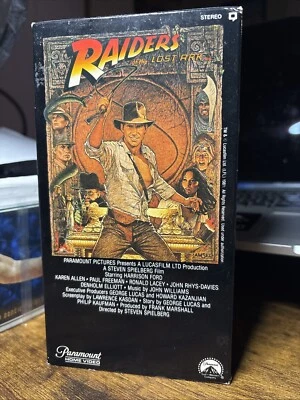 STEREO
RAIDERS
OF THE LOST ARK
PARAMOUNT PICTURES Presents A LUCASFILM LTD Production
A STEVEN SPIELBERG Film
Starring HARRISON FORD
KAREN ALLEN • PAUL FREEMAN • RONALD LACEY • JOHN RHYS-DAVIES
DENHOLM ELLIOTT • Music by JOHN WILLIAMS
Executive Producers GEORGE LUCAS and HOWARD KAZANJIAN
Screenplay by LAWRENCE KASDAN • Story by GEORGE LUCAS and
PHILIP KAUFMAN • Produced by FRANK MARSHALL
Directed by STEVEN SPIELBERG
Paramount
HOME VIDEO